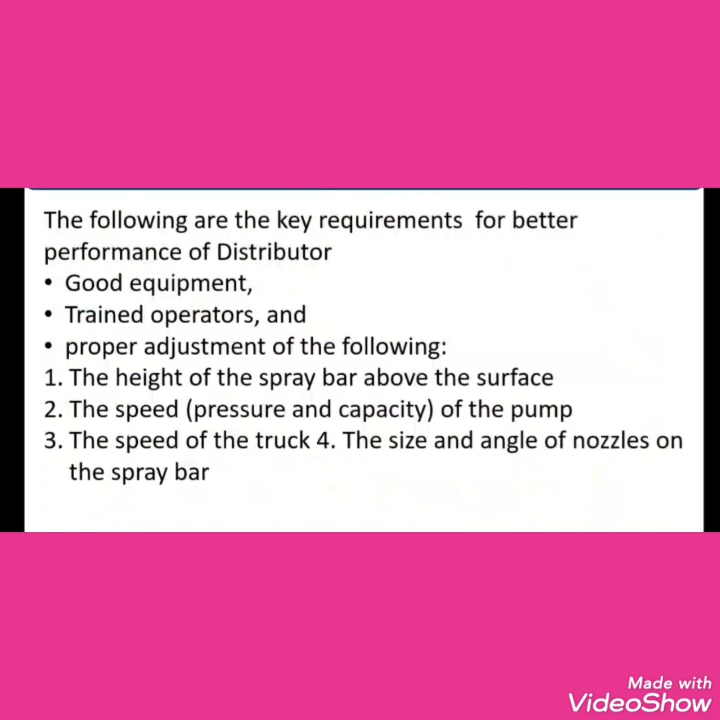 The following are the key requirements for better
performance of Distributor
• Good equipment,
• Trained operators, and
• proper adjustment of the following:
1. The height of the spray bar above the surface
2. The speed (pressure and capacity) of the pump
3. The speed of the truck 4. The size and angle of nozzles on
the spray bar
Made with
VideoShow